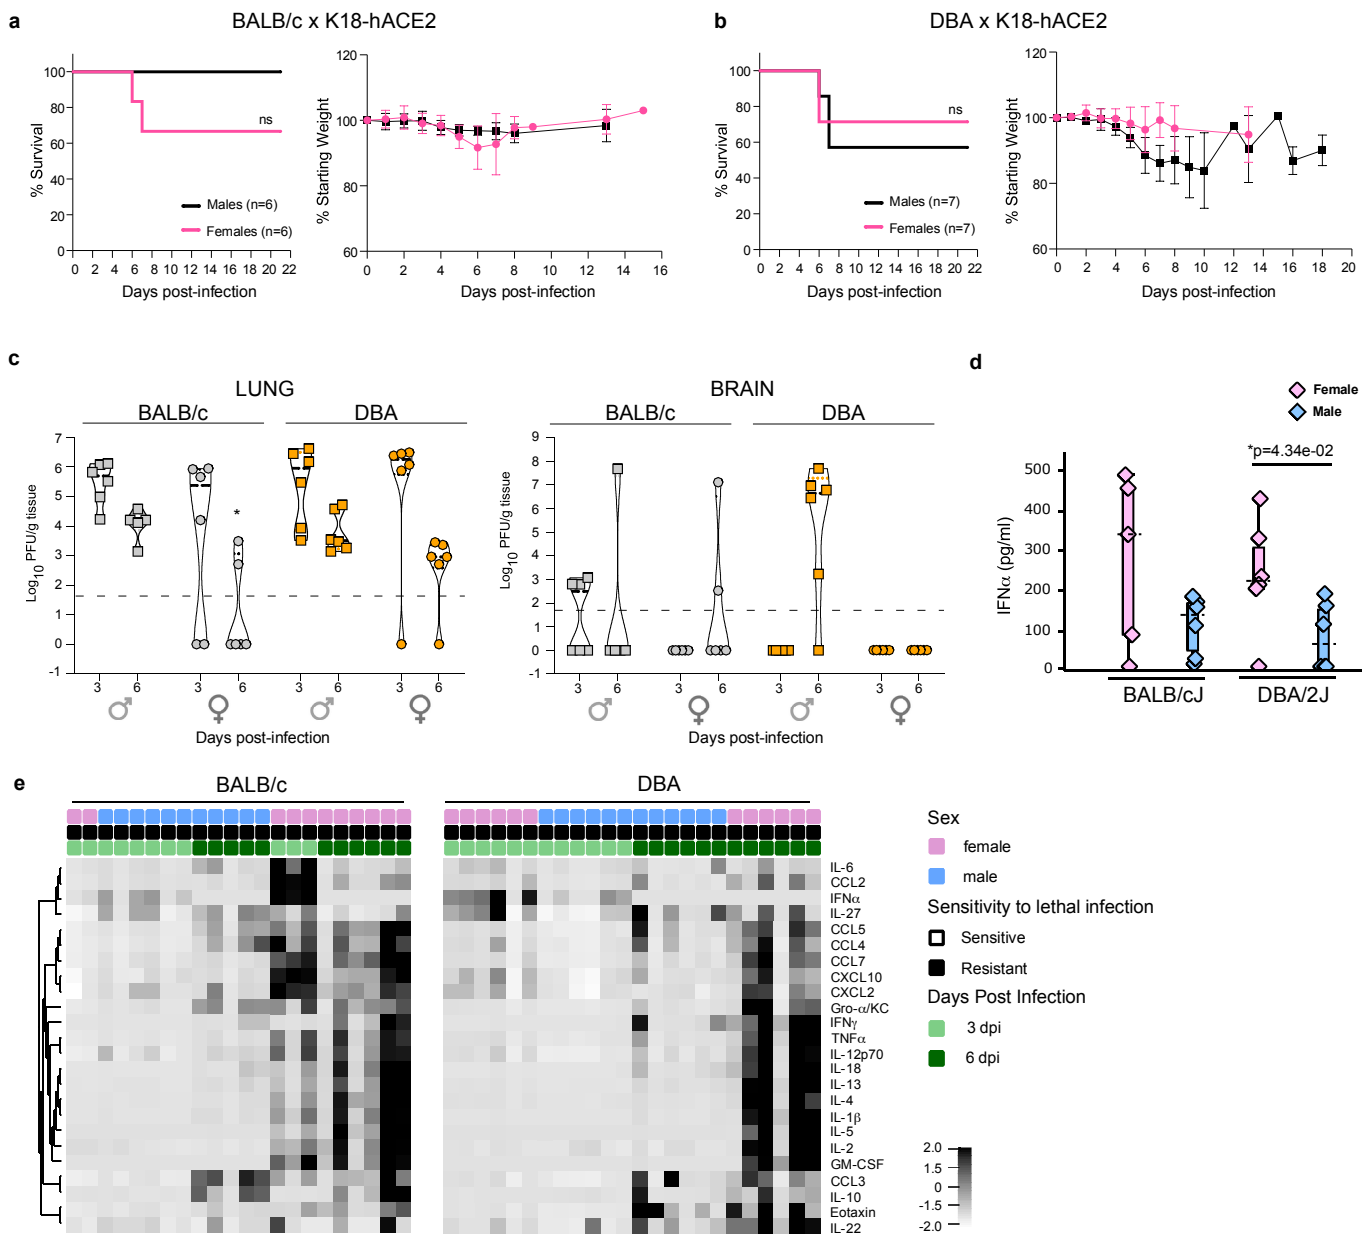 a
BALB/c x K18-hACE2
% Survival
100
80
60
40
20
0
ns
Males (n=6)
Females (n=6)
0 2 4 6 8 10 12 14 16 18 20 22
Days post-infection
% Starting Weight
120
100
80
60
0 2 4 6 8 10 12 14 16
Days post-infection
b
DBA x K18-hACE2
% Survival
100
80
60
40
20
0
ns
Males (n=7)
Females (n=7)
0 2 4 6 8 10 12 14 16 18 20 22
Days post-infection
% Starting Weight
120
100
80
60
0 2 4 6 8 10 12 14 16 18 20
Days post-infection
c
LUNG
BALB/c DBA
Log10 PFU/g tissue
7
6
5
4
3
2
1
0
-1
*
3 6 3 6 3 6 3 6
♂ ♀ ♂ ♀
Days post-infection
BRAIN
BALB/c DBA
Log10 PFU/g tissue
9
8
7
6
5
4
3
2
1
0
-1
3 6 3 6 3 6 3 6
♂ ♀ ♂ ♀
Days post-infection
d
Female
Male
*p=4.34e-02
IFNα (pg/ml)
500
400
300
200
100
0
BALB/cJ DBA/2J
e
BALB/c DBA
IL-6
CCL2
IFNα
IL-27
CCL5
CCL4
CCL7
CXCL10
CXCL2
Gro-α/KC
IFNγ
TNFα
IL-12p70
IL-18
IL-13
IL-4
IL-1β
IL-5
IL-2
GM-CSF
CCL3
IL-10
Eotaxin
IL-22
Sex
female
male
Sensitivity to lethal infection
Sensitive
Resistant
Days Post Infection
3 dpi
6 dpi
2.0
1.5
0
-1.5
-2.0